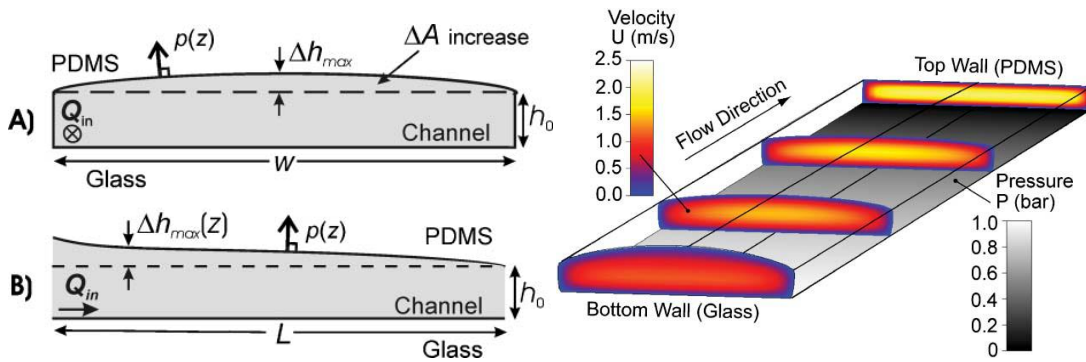 A)
PDMS
p(z)
Δh_max
ΔA increase
Q_in
Channel
h_0
w
Glass
B)
Δh_max(z)
p(z)
PDMS
Q_in
Channel
h_0
L
Glass
Velocity
U (m/s)
2.5
2.0
1.5
1.0
0.5
0.0
Flow Direction
Top Wall (PDMS)
Bottom Wall (Glass)
Pressure
P (bar)
1.0
0.8
0.6
0.4
0.2
0